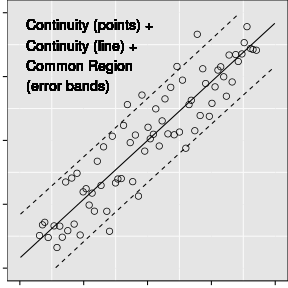 Continuity (points) +
Continuity (line) +
Common Region
(error bands)